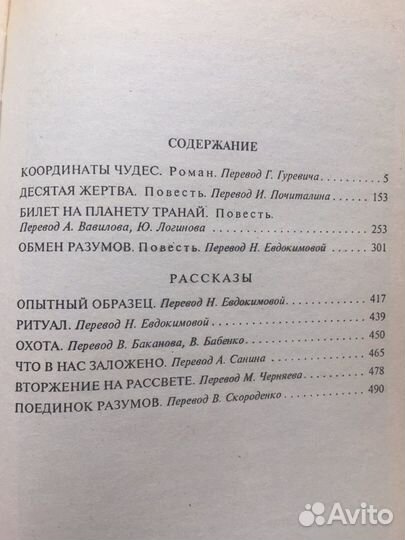 СОДЕРЖАНИЕ
КООРДИНАТЫ ЧУДЕС. Роман. Перевод Г. Гуревича . . . . . . . . . . . 5
ДЕСЯТАЯ ЖЕРТВА. Повесть. Перевод И. Почиталина . . . . . . 153
БИЛЕТ НА ПЛАНЕТУ ТРАНАЙ. Повесть.
Перевод А. Вавилова, Ю. Логинова . . . . . . . . . . . . . . . . . . 253
ОБМЕН РАЗУМОВ. Повесть. Перевод Н. Евдокимовой . . . . . 301
РАССКАЗЫ
ОПЫТНЫЙ ОБРАЗЕЦ. Перевод Н. Евдокимовой . . . . . . . . . . . 417
РИТУАЛ. Перевод Н. Евдокимовой . . . . . . . . . . . . . . . . . . 439
ОХОТА. Перевод В. Баканова, В. Бабенко . . . . . . . . . . . . . . 450
ЧТО В НАС ЗАЛОЖЕНО. Перевод А. Санина . . . . . . . . . . . . . 465
ВТОРЖЕНИЕ НА РАССВЕТЕ. Перевод М. Черняева . . . . . . . . 478
ПОЕДИНОК РАЗУМОВ. Перевод В. Скороденко . . . . . . . . . . . 490
Avito